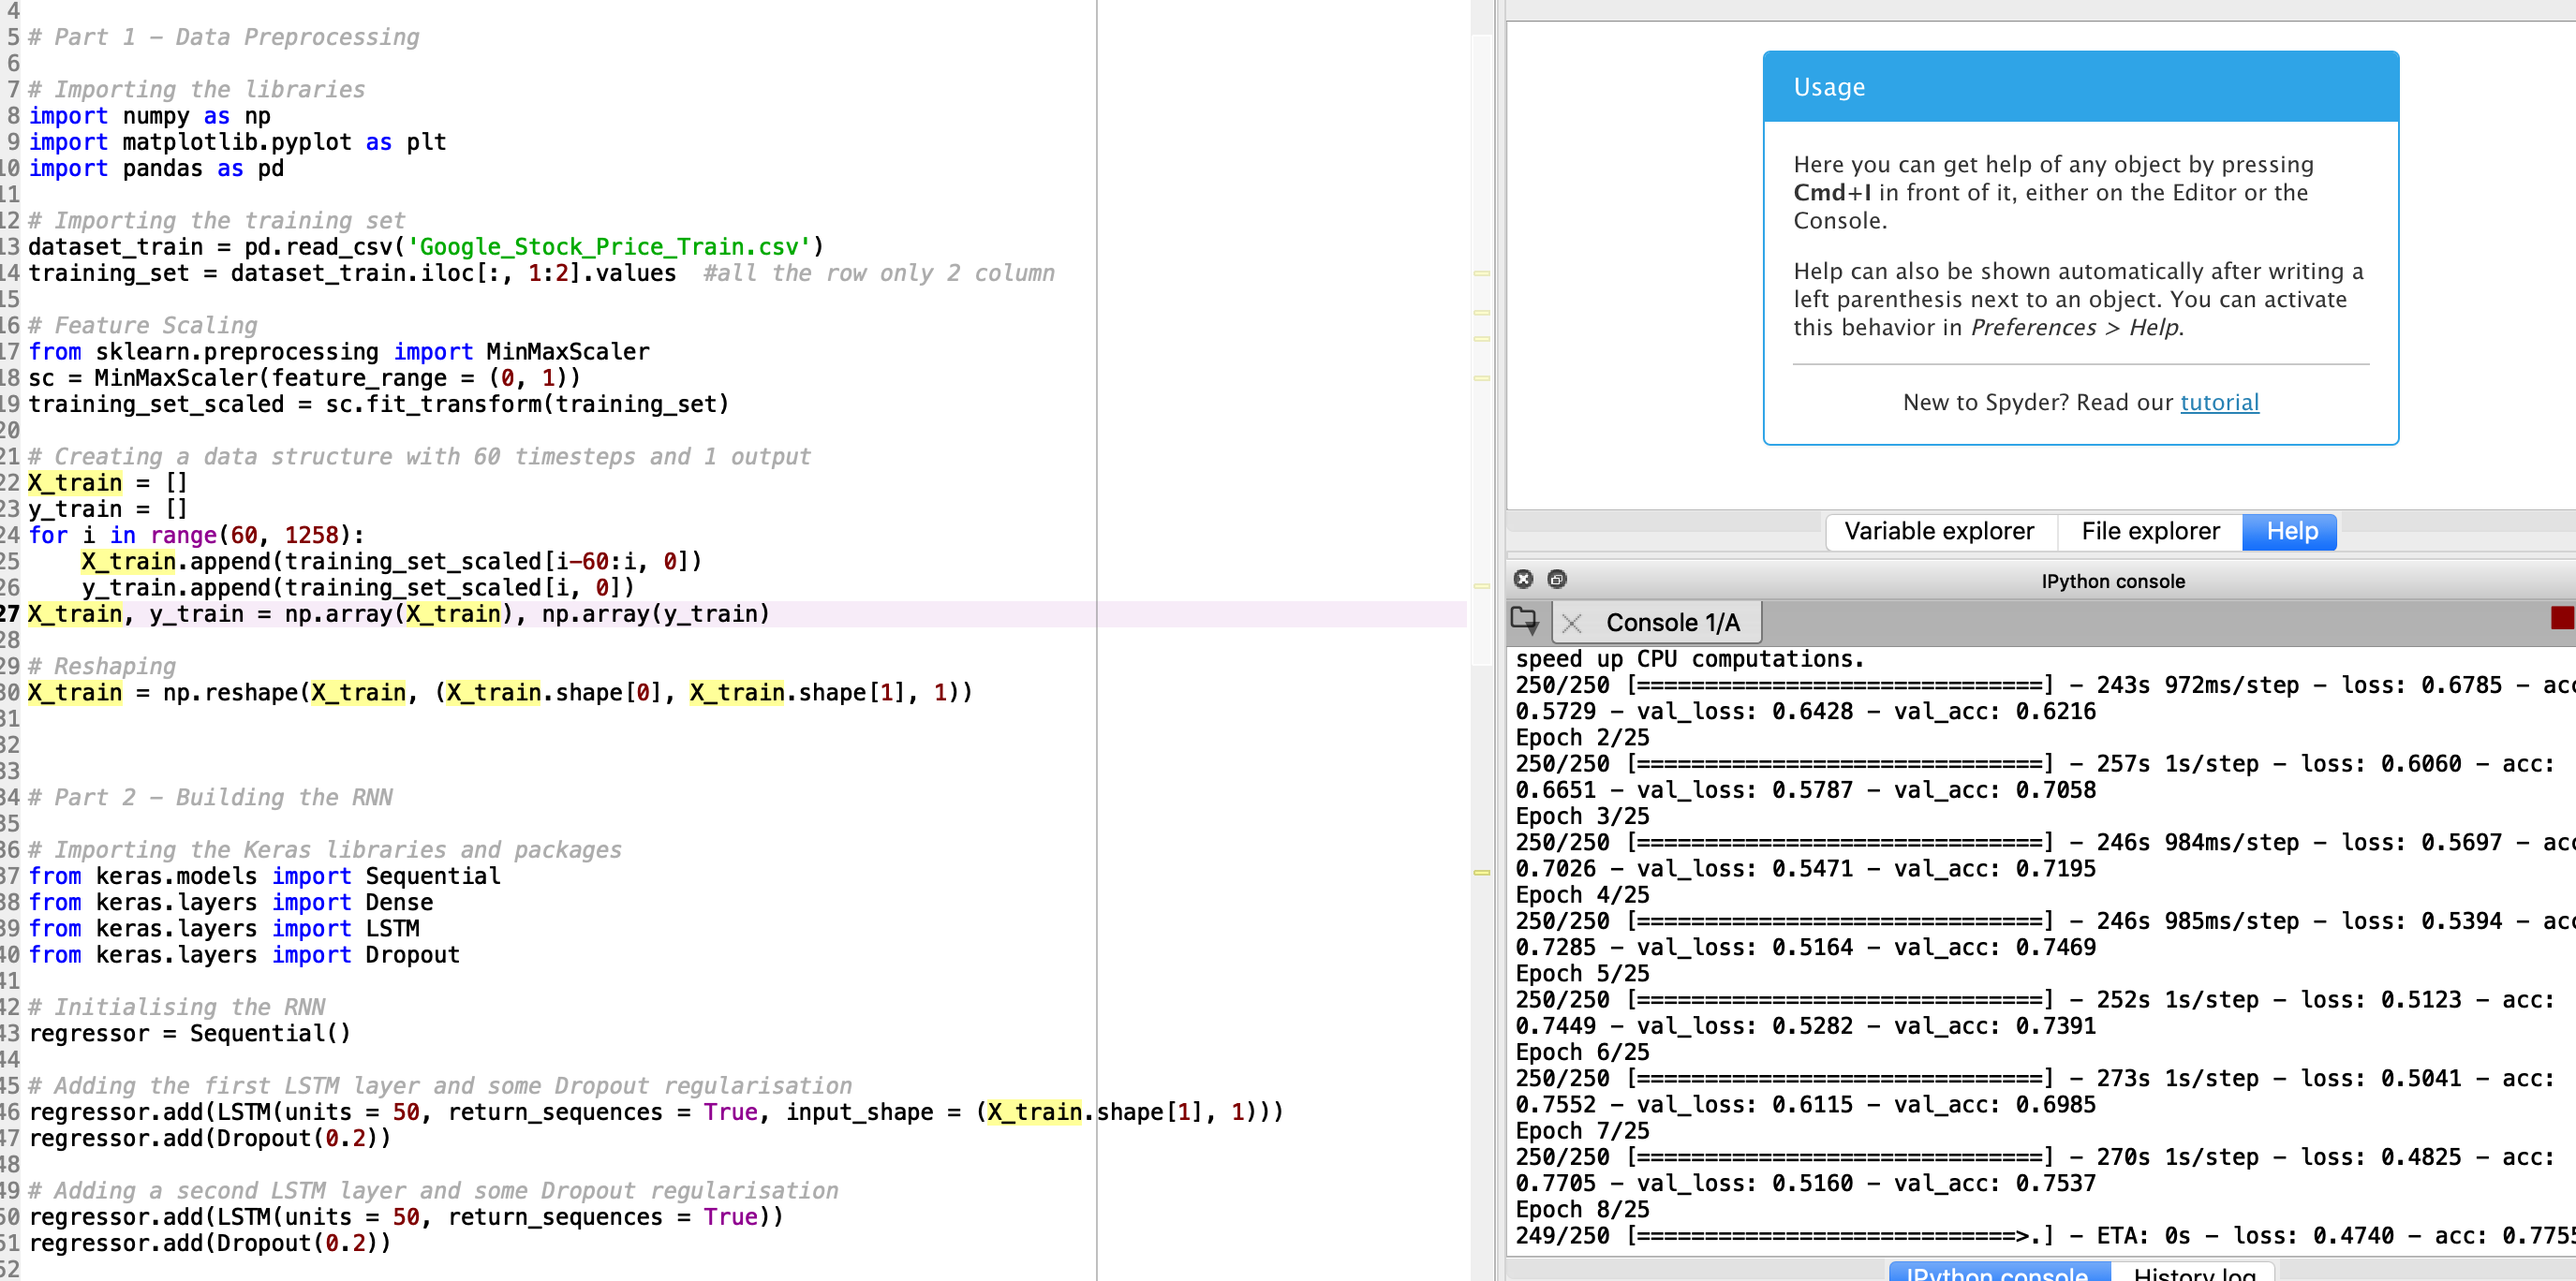 4
5 # Part 1 - Data Preprocessing
6
7 # Importing the libraries
8 import numpy as np
9 import matplotlib.pyplot as plt
10 import pandas as pd
11
12 # Importing the training set
13 dataset_train = pd.read_csv('Google_Stock_Price_Train.csv')
14 training_set = dataset_train.iloc[:, 1:2].values  #all the row only 2 column
15
16 # Feature Scaling
17 from sklearn.preprocessing import MinMaxScaler
18 sc = MinMaxScaler(feature_range = (0, 1))
19 training_set_scaled = sc.fit_transform(training_set)
20
21 # Creating a data structure with 60 timesteps and 1 output
22 X_train = []
23 y_train = []
24 for i in range(60, 1258):
25     X_train.append(training_set_scaled[i-60:i, 0])
26     y_train.append(training_set_scaled[i, 0])
27 X_train, y_train = np.array(X_train), np.array(y_train)
28
29 # Reshaping
30 X_train = np.reshape(X_train, (X_train.shape[0], X_train.shape[1], 1))
31
32
33
34 # Part 2 - Building the RNN
35
36 # Importing the Keras libraries and packages
37 from keras.models import Sequential
38 from keras.layers import Dense
39 from keras.layers import LSTM
40 from keras.layers import Dropout
41
42 # Initialising the RNN
43 regressor = Sequential()
44
45 # Adding the first LSTM layer and some Dropout regularisation
46 regressor.add(LSTM(units = 50, return_sequences = True, input_shape = (X_train.shape[1], 1)))
47 regressor.add(Dropout(0.2))
48
49 # Adding a second LSTM layer and some Dropout regularisation
50 regressor.add(LSTM(units = 50, return_sequences = True))
51 regressor.add(Dropout(0.2))
52
Usage
Here you can get help of any object by pressing
Cmd+I in front of it, either on the Editor or the
Console.
Help can also be shown automatically after writing a
left parenthesis next to an object. You can activate
this behavior in Preferences > Help.
New to Spyder? Read our tutorial
Variable explorer File explorer Help
IPython console
Console 1/A
speed up CPU computations.
250/250 [==============================] - 243s 972ms/step - loss: 0.6785 - acc
0.5729 - val_loss: 0.6428 - val_acc: 0.6216
Epoch 2/25
250/250 [==============================] - 257s 1s/step - loss: 0.6060 - acc:
0.6651 - val_loss: 0.5787 - val_acc: 0.7058
Epoch 3/25
250/250 [==============================] - 246s 984ms/step - loss: 0.5697 - acc
0.7026 - val_loss: 0.5471 - val_acc: 0.7195
Epoch 4/25
250/250 [==============================] - 246s 985ms/step - loss: 0.5394 - acc
0.7285 - val_loss: 0.5164 - val_acc: 0.7469
Epoch 5/25
250/250 [==============================] - 252s 1s/step - loss: 0.5123 - acc:
0.7449 - val_loss: 0.5282 - val_acc: 0.7391
Epoch 6/25
250/250 [==============================] - 273s 1s/step - loss: 0.5041 - acc:
0.7552 - val_loss: 0.6115 - val_acc: 0.6985
Epoch 7/25
250/250 [==============================] - 270s 1s/step - loss: 0.4825 - acc:
0.7705 - val_loss: 0.5160 - val_acc: 0.7537
Epoch 8/25
249/250 [============================>.] - ETA: 0s - loss: 0.4740 - acc: 0.7755
IPython console History log